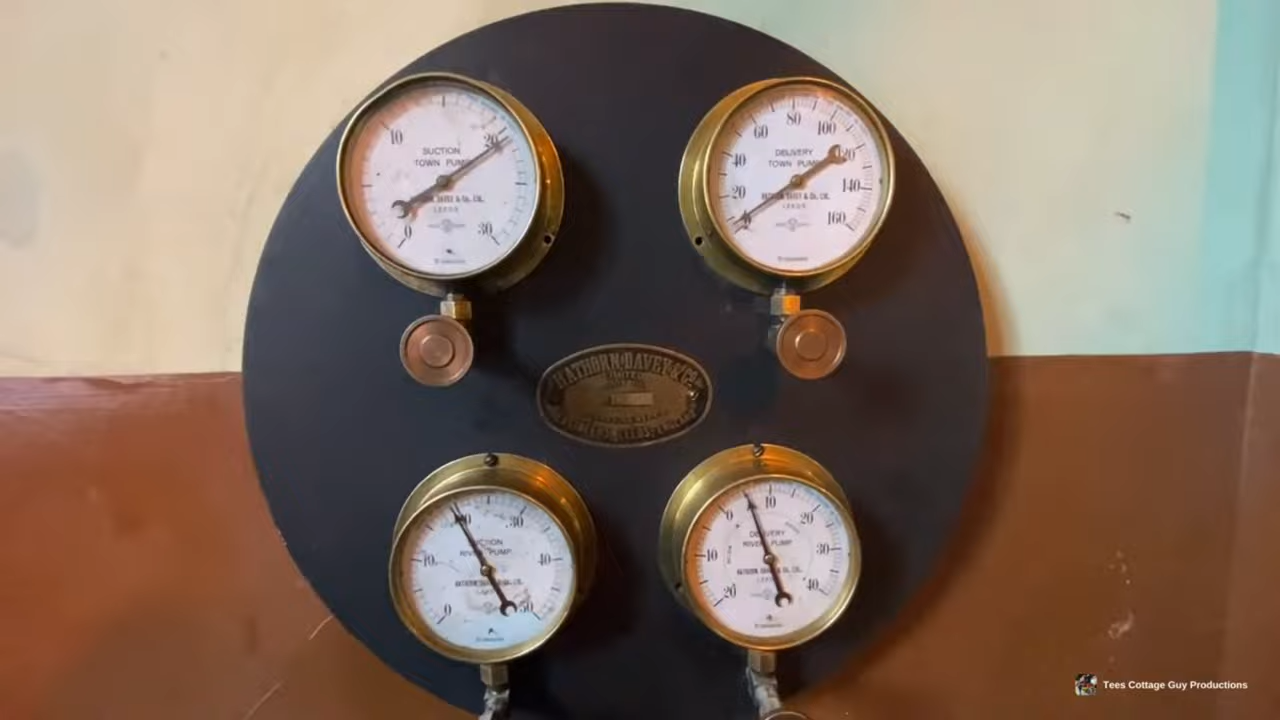 10
20
SUCTION
TOWN PUMP
HATHORN, DAVEY & Co. LTD.
LEEDS
0
30
60
80
100
40
120
DELIVERY
TOWN PUMP
20
140
HATHORN, DAVEY & Co. LTD.
LEEDS
0
160
HATHORN DAVEY & Co.
LIMITED
LEEDS, ENGLAND
20
30
SUCTION
RIVER PUMP
10
40
HATHORN, DAVEY & Co. LTD.
LEEDS
0
50
0
10
20
DELIVERY
RIVER PUMP
10
30
HATHORN, DAVEY & Co. LTD.
LEEDS
20
40
Tees Cottage Guy Productions